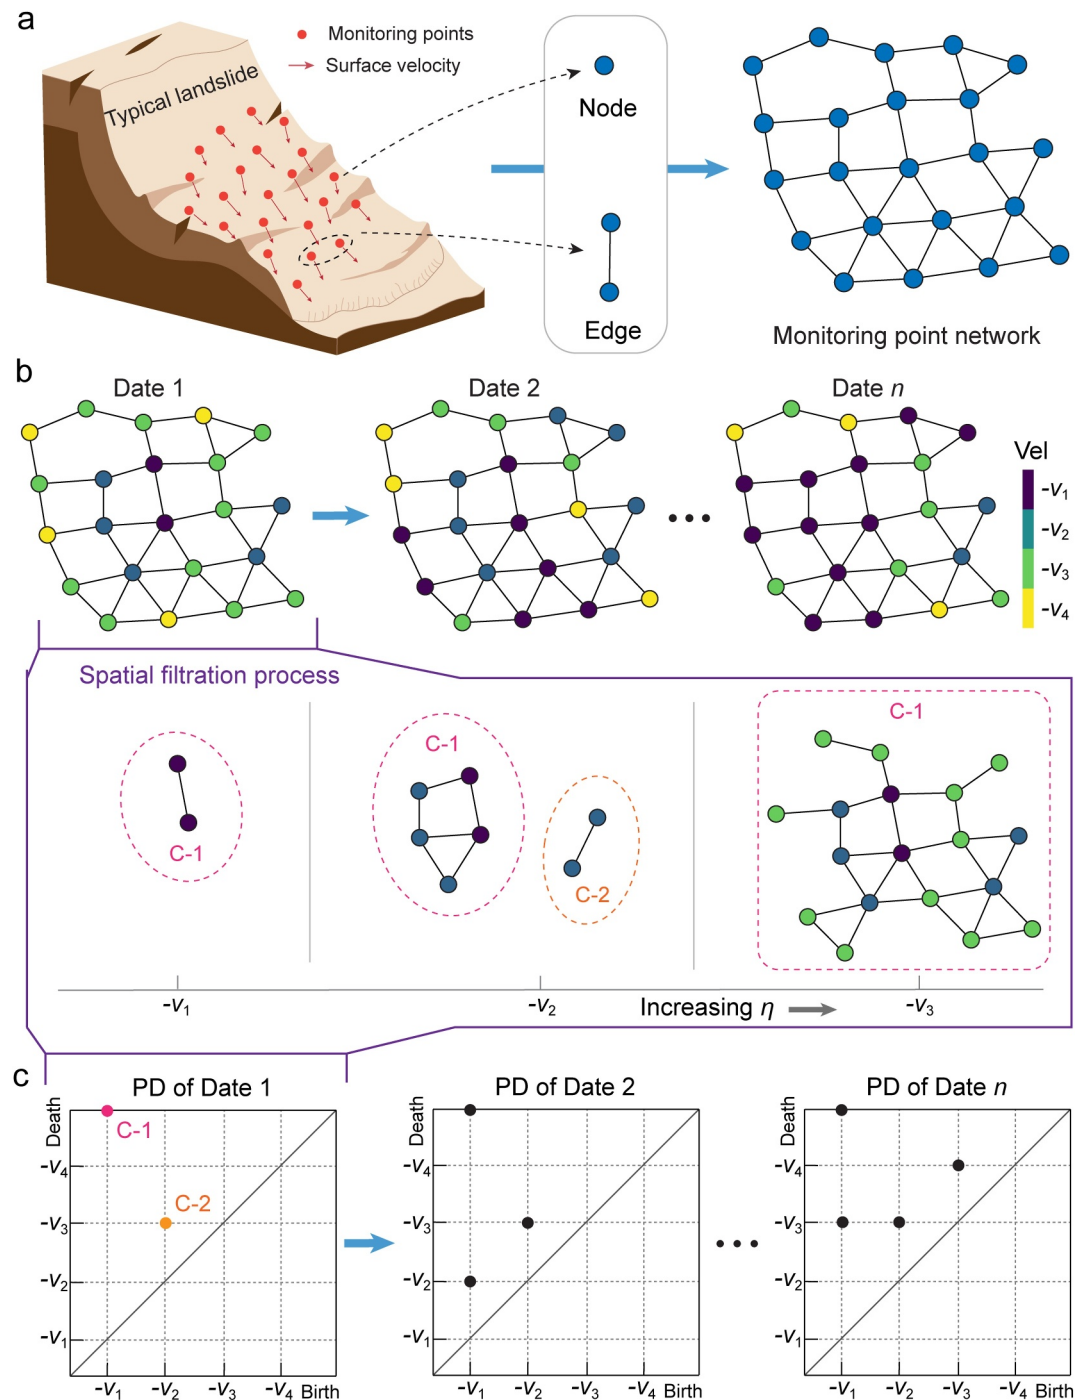 a
Monitoring points
Surface velocity
Typical landslide
Node
Edge
Monitoring point network
b
Date 1
Date 2
Date n
Vel
-v1
-v2
-v3
-v4
Spatial filtration process
C-1
C-1
C-2
C-1
-v1
-v2
Increasing η
-v3
c
PD of Date 1
PD of Date 2
PD of Date n
Death
C-1
-v4
C-2
-v3
-v2
-v1
-v1 -v2 -v3 -v4 Birth
Death
-v4
-v3
-v2
-v1
-v1 -v2 -v3 -v4 Birth
Death
-v4
-v3
-v2
-v1
-v1 -v2 -v3 -v4 Birth